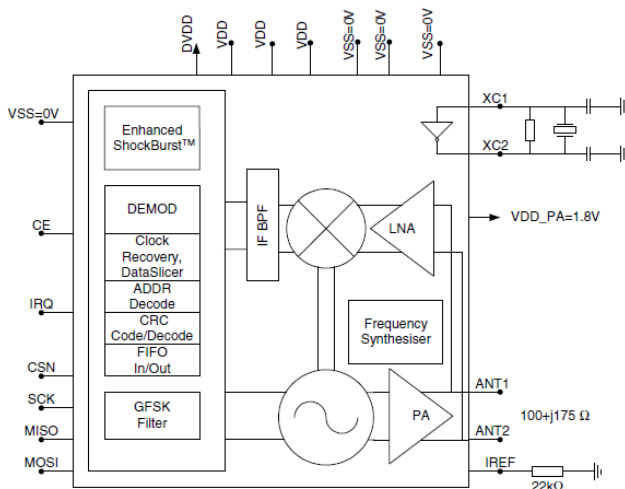 DVDD
VDD
VDD
VDD
VSS=0V
VSS=0V
VSS=0V
VSS=0V
CE
IRQ
CSN
SCK
MISO
MOSI
Enhanced
ShockBurst™
DEMOD
Clock
Recovery,
DataSlicer
ADDR
Decode
CRC
Code/Decode
FIFO
In/Out
GFSK
Filter
IF BPF
LNA
Frequency
Synthesiser
PA
XC1
XC2
VDD_PA=1.8V
ANT1
100+j175 Ω
ANT2
IREF
22kΩ